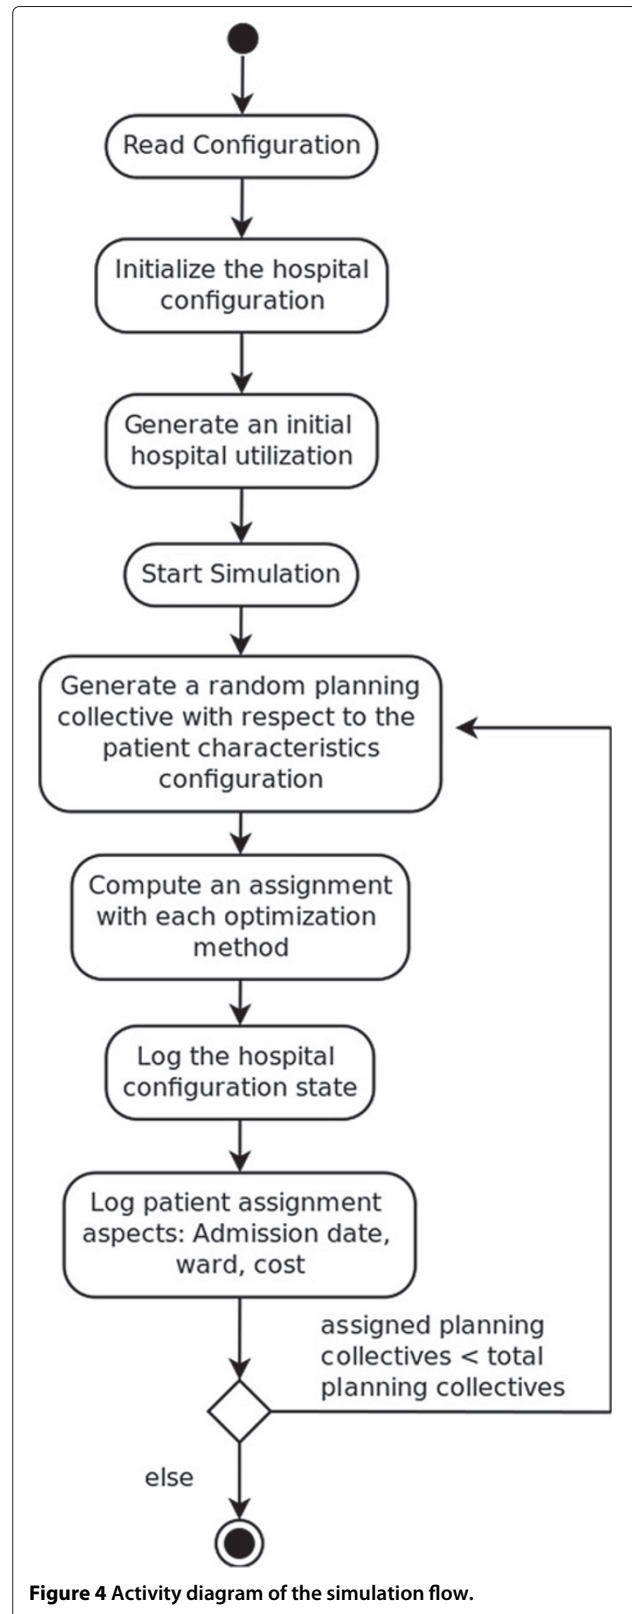 Read Configuration
Initialize the hospital
configuration
Generate an initial
hospital utilization
Start Simulation
Generate a random planning
collective with respect to the
patient characteristics
configuration
Compute an assignment
with each optimization
method
Log the hospital
configuration state
Log patient assignment
aspects: Admission date,
ward, cost
assigned planning
collectives < total
planning collectives
else
Figure 4 Activity diagram of the simulation flow.